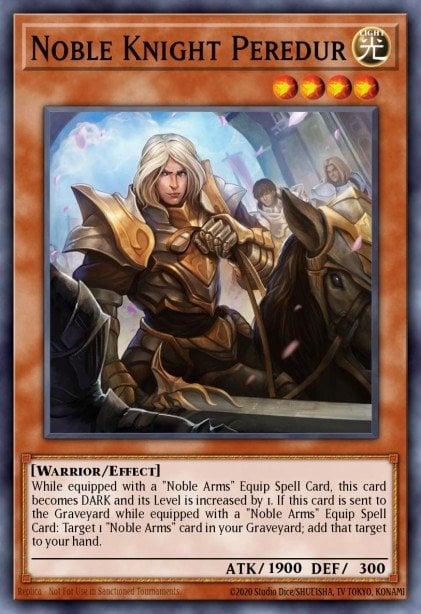 Noble Knight Peredur
LIGHT
光
[Warrior/Effect]
While equipped with a "Noble Arms" Equip Spell Card, this card
becomes DARK and its Level is increased by 1. If this card is sent to
the Graveyard while equipped with a "Noble Arms" Equip Spell
Card: Target 1 "Noble Arms" card in your Graveyard; add that target
to your hand.
ATK/1900 DEF/ 300
Replica - Not For Use in Sanctioned Tournaments
©2020 Studio Dice/SHUEISHA, TV TOKYO, KONAMI